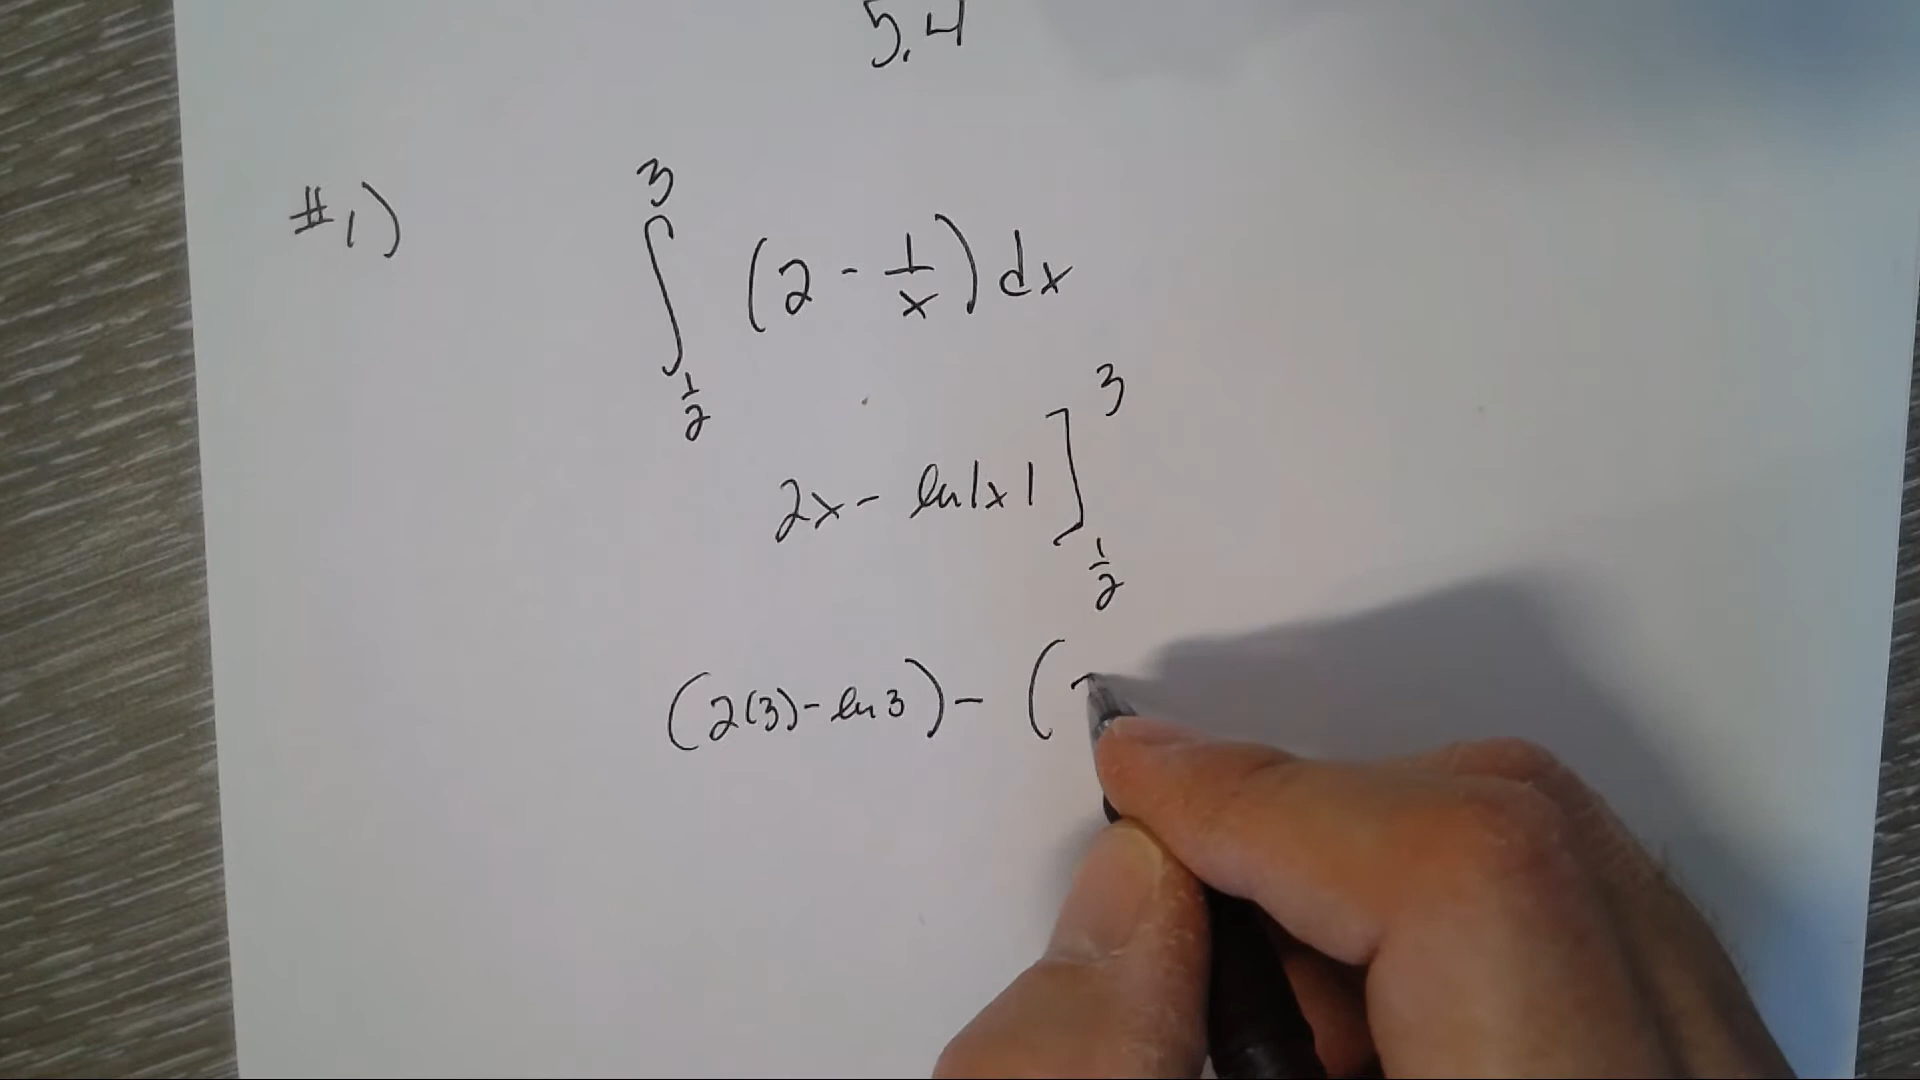 5.4
#1)
3
∫ (2 - 1/x) dx
1/2
3
2x - ln|x| ]
1/2
(2(3) - ln 3) - (